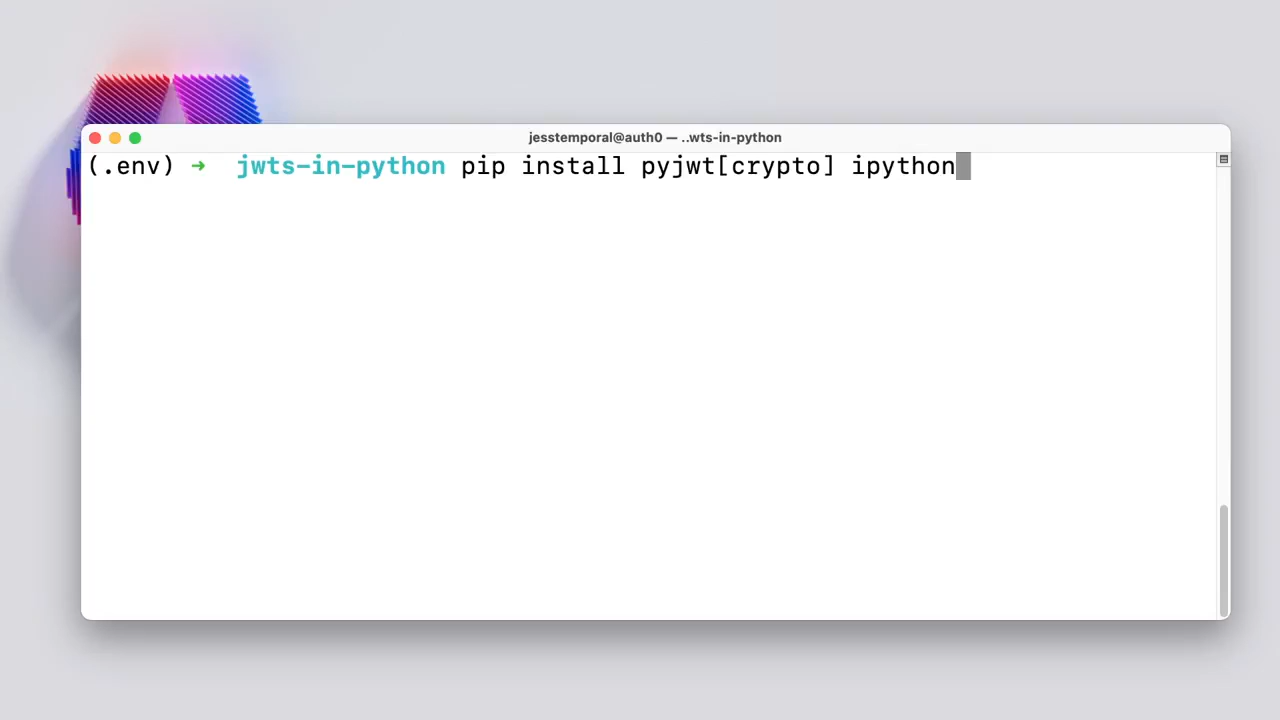 jesstemporal@auth0 — ..wts-in-python
(.env) → jwts-in-python pip install pyjwt[crypto] ipython